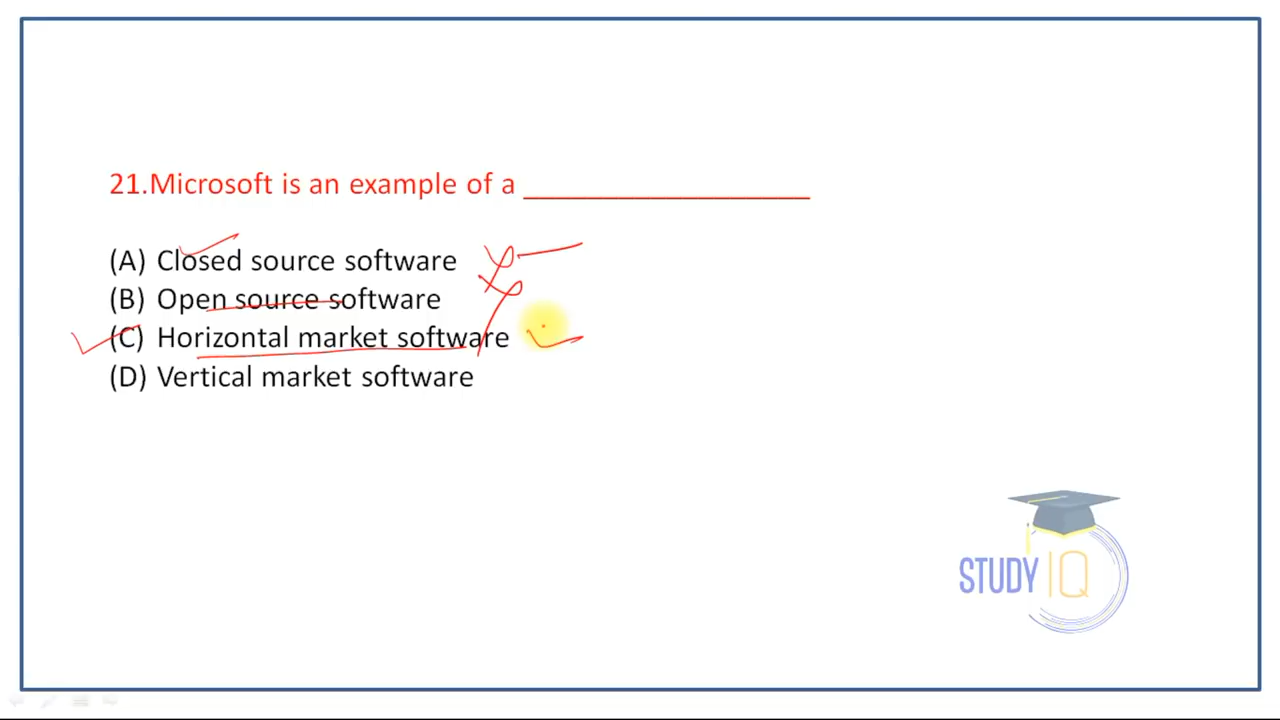 21.Microsoft is an example of a ___________________
(A) Closed source software
(B) Open source software
(C) Horizontal market software
(D) Vertical market software
STUDY IQ